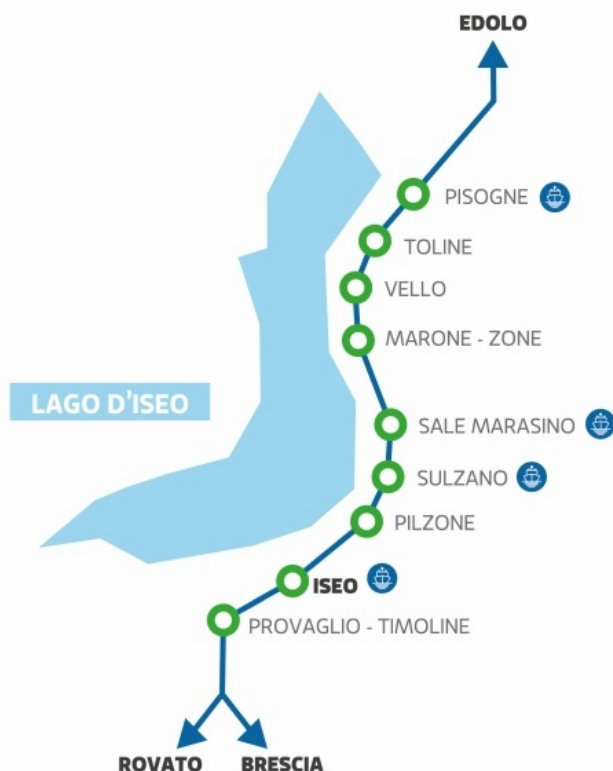 EDOLO
PISOGNE
TOLINE
VELLO
MARONE - ZONE
LAGO D'ISEO
SALE MARASINO
SULZANO
PILZONE
ISEO
PROVAGLIO - TIMOLINE
ROVATO BRESCIA